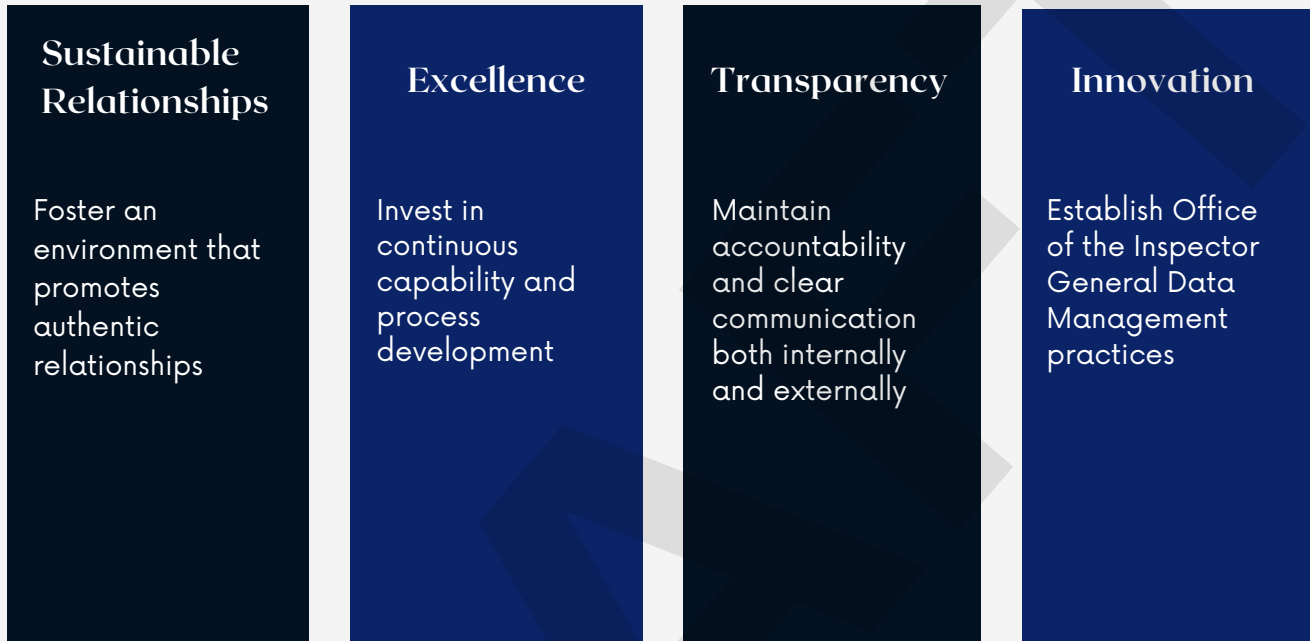 Sustainable
Relationships
Foster an
environment that
promotes
authentic
relationships
Excellence
Invest in
continuous
capability and
process
development
Transparency
Maintain
accountability
and clear
communication
both internally
and externally
Innovation
Establish Office
of the Inspector
General Data
Management
practices